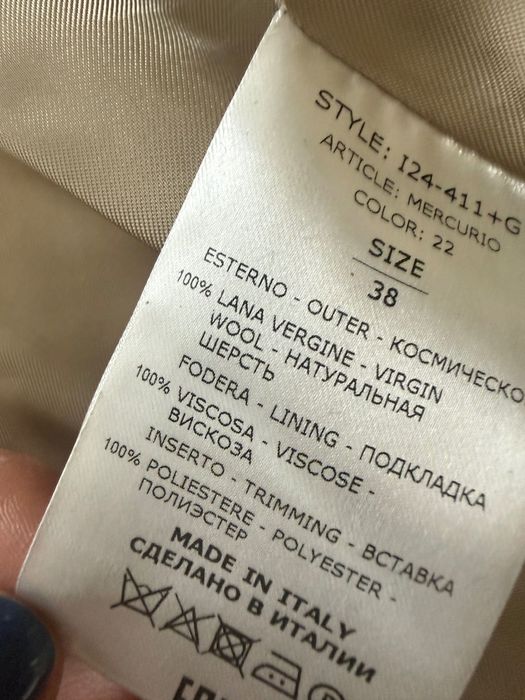 STYLE: I24-411+G
ARTICLE: MERCURIO
COLOR: 22
SIZE
38
ESTERNO - OUTER - КОСМИЧЕСКО
100% LANA VERGINE - VIRGIN
WOOL - НАТУРАЛЬНАЯ
ШЕРСТЬ
FODERA - LINING - ПОДКЛАДКА
100% VISCOSA - VISCOSE -
ВИСКОЗА
INSERTO - TRIMMING - ВСТАВКА
100% POLIESTERE - POLYESTER -
ПОЛИЭСТЕР
MADE IN ITALY
СДЕЛАНО В ИТАЛИИ